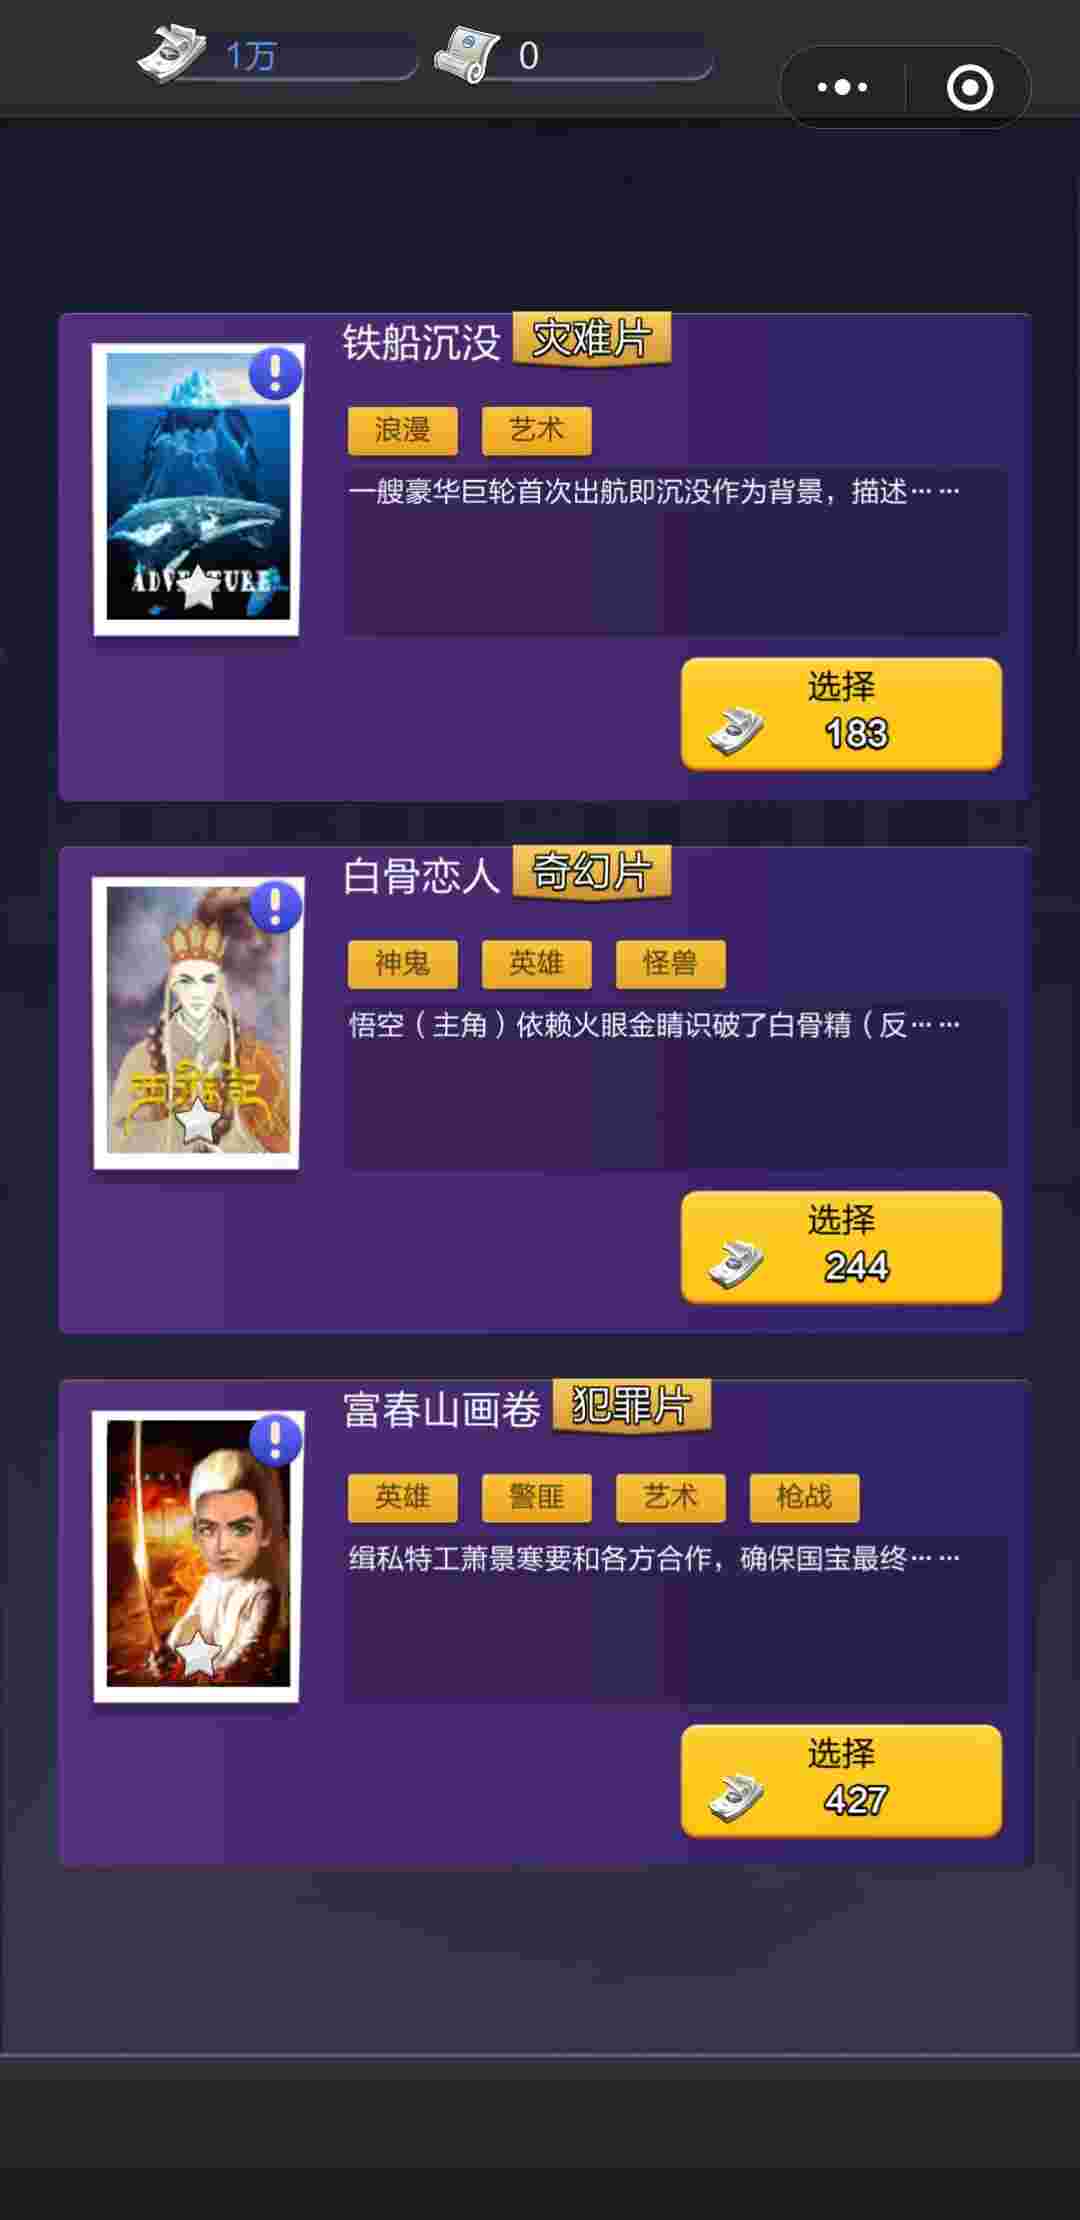 1万
0
铁船沉没
灾难片
浪漫
艺术
一艘豪华巨轮首次出航即沉没作为背景，描述……
ADVENTURE
选择
183
白骨恋人
奇幻片
神鬼
英雄
怪兽
悟空（主角）依赖火眼金睛识破了白骨精（反……
西游記
选择
244
富春山画卷
犯罪片
英雄
警匪
艺术
枪战
缉私特工萧景寒要和各方合作，确保国宝最终……
选择
427